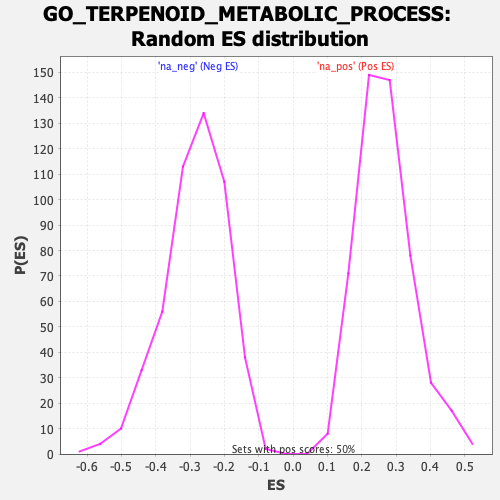 GO_TERPENOID_METABOLIC_PROCESS:
Random ES distribution
'na_neg' (Neg ES) 'na_pos' (Pos ES)
150
140
130
120
110
100
90
80
70
60
50
40
30
20
10
0
P(ES)
Sets with pos scores: 50%
-0.6 -0.5 -0.4 -0.3 -0.2 -0.1 0.0 0.1 0.2 0.3 0.4 0.5
ES